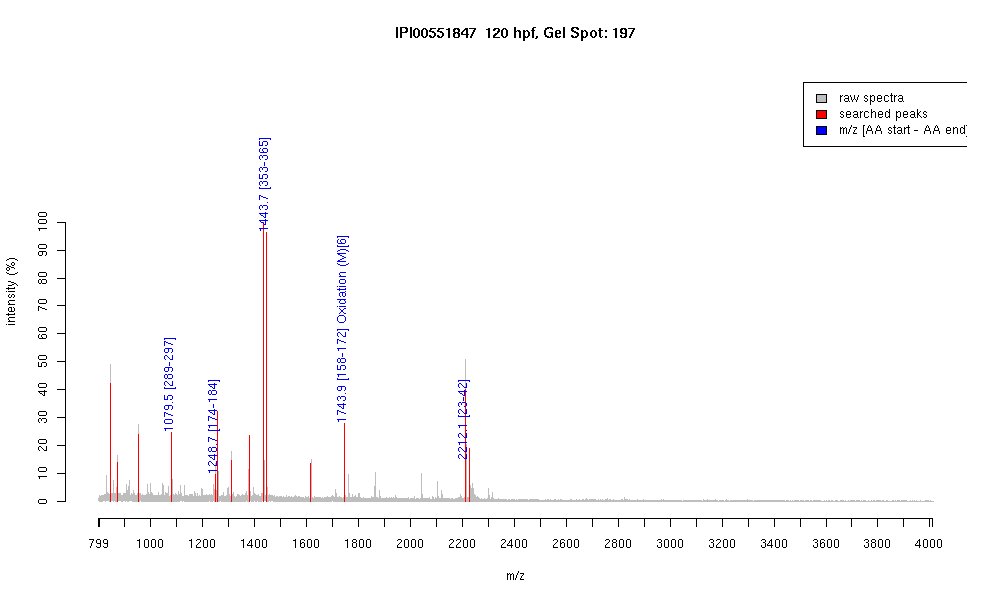 IPI00551847 120 hpf, Gel Spot: 197
raw spectra
searched peaks
m/z [AA start - AA end]
1443.7 [353-365]
1743.9 [158-172] Oxidation (M)[6]
1079.5 [289-297]
1248.7 [174-184]
2212.1 [23-42]
intensity (%)
100
90
80
70
60
50
40
30
20
10
0
799 1000 1200 1400 1600 1800 2000 2200 2400 2600 2800 3000 3200 3400 3600 3800 4000
m/z